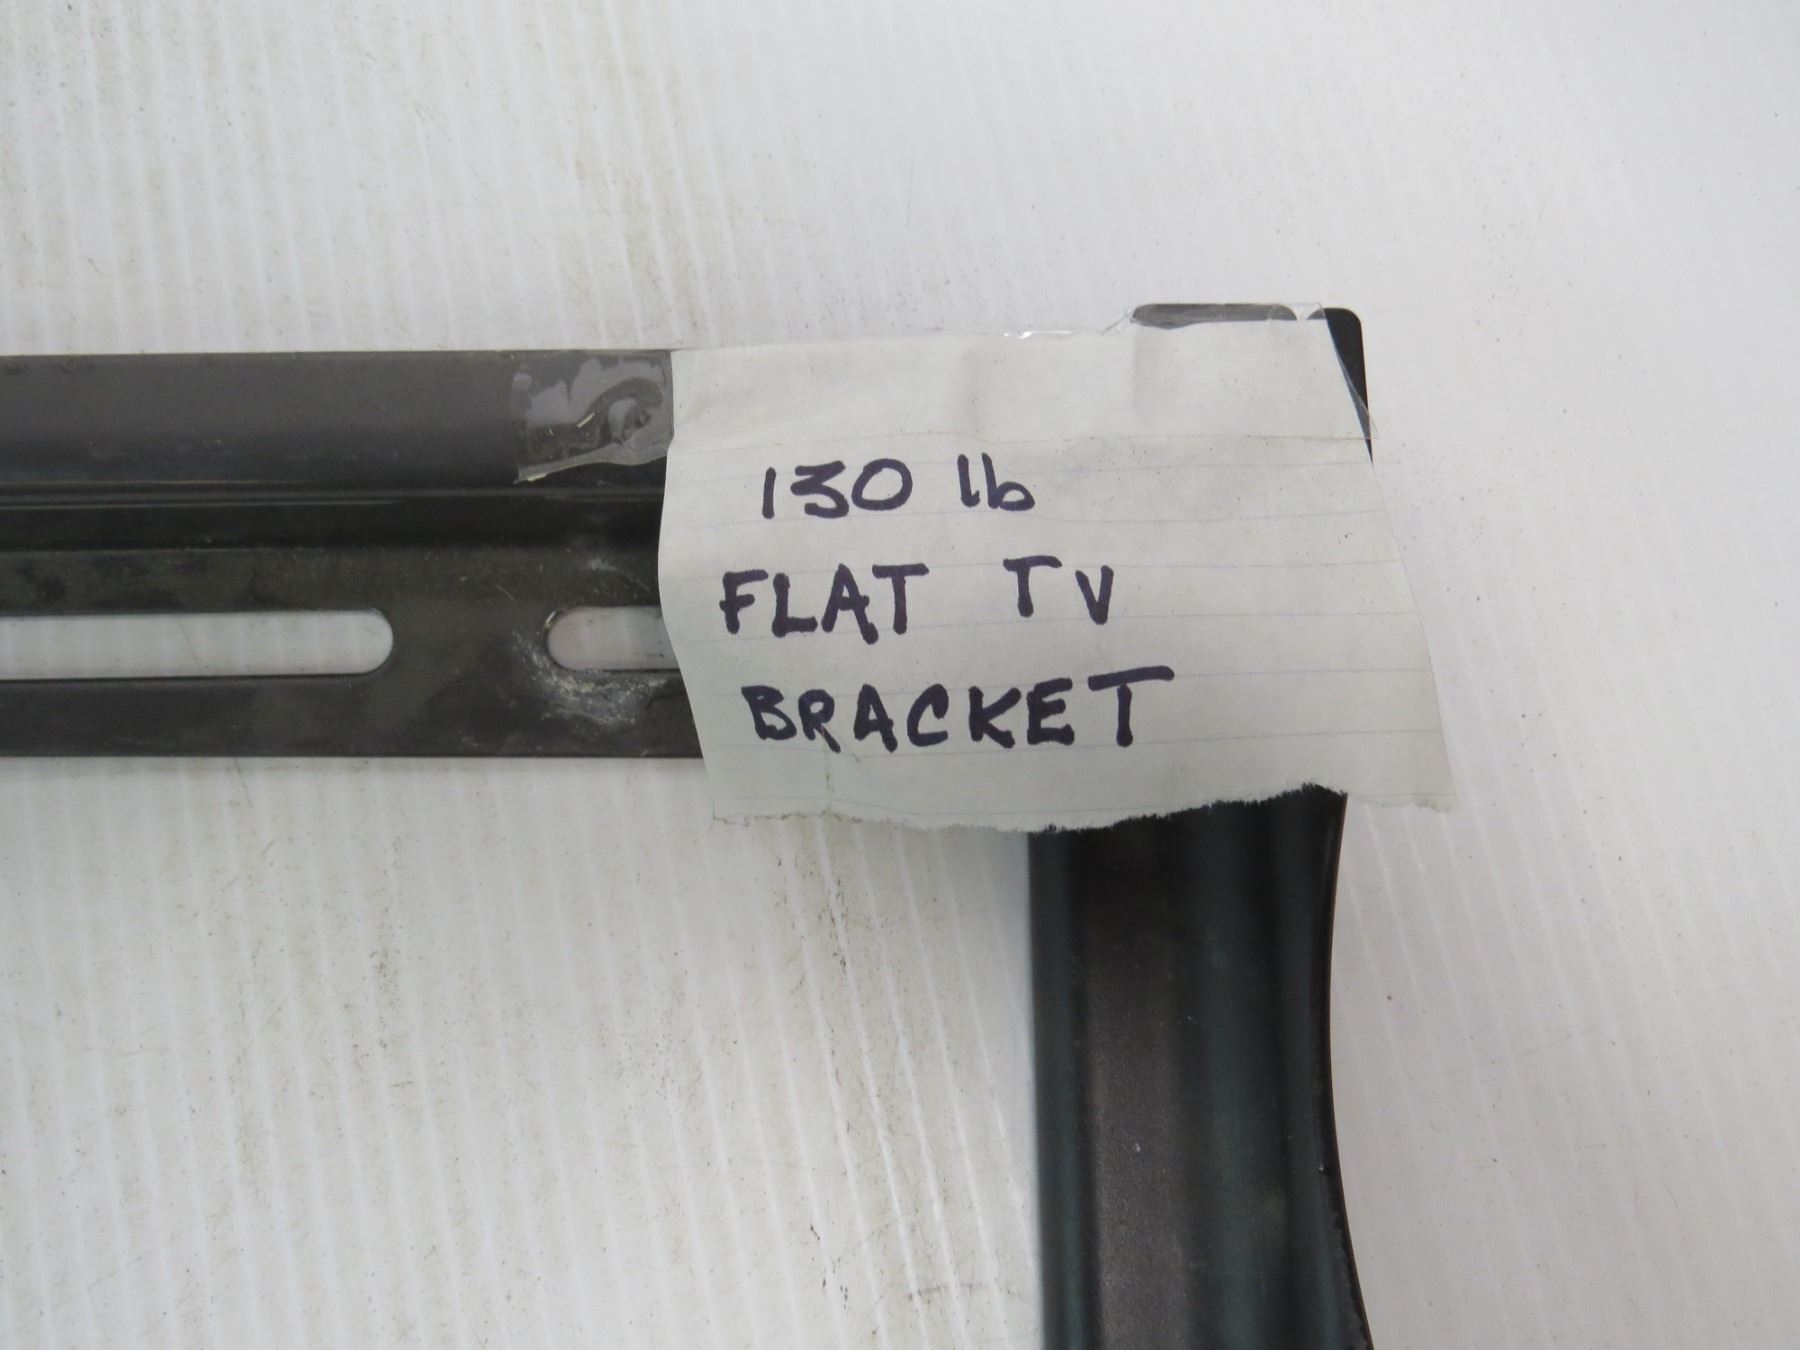 130 lb
FLAT TV
BRACKET